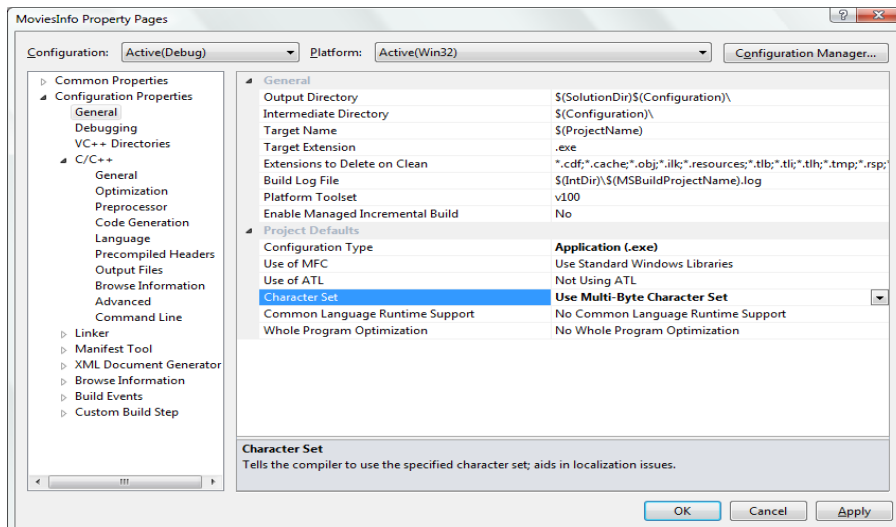 MoviesInfo Property Pages
Configuration: Active(Debug) Platform: Active(Win32) Configuration Manager...
Common Properties
Configuration Properties
General
Debugging
VC++ Directories
C/C++
General
Optimization
Preprocessor
Code Generation
Language
Precompiled Headers
Output Files
Browse Information
Advanced
Command Line
Linker
Manifest Tool
XML Document Generator
Browse Information
Build Events
Custom Build Step
General
Output Directory $(SolutionDir)$(Configuration)\
Intermediate Directory $(Configuration)\
Target Name $(ProjectName)
Target Extension .exe
Extensions to Delete on Clean *.cdf;*.cache;*.obj;*.ilk;*.resources;*.tlb;*.tli;*.tlh;*.tmp;*.rsp;
Build Log File $(IntDir)\$(MSBuildProjectName).log
Platform Toolset v100
Enable Managed Incremental Build No
Project Defaults
Configuration Type Application (.exe)
Use of MFC Use Standard Windows Libraries
Use of ATL Not Using ATL
Character Set Use Multi-Byte Character Set
Common Language Runtime Support No Common Language Runtime Support
Whole Program Optimization No Whole Program Optimization
Character Set
Tells the compiler to use the specified character set; aids in localization issues.
OK Cancel Apply